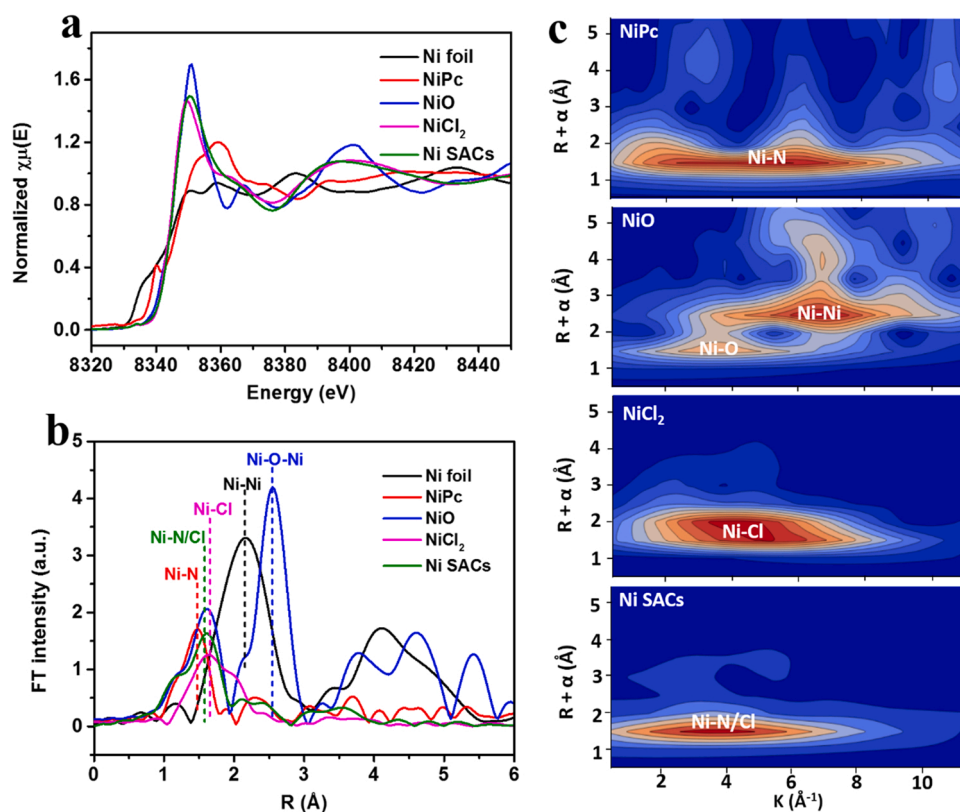 a
Normalized χμ(E)
1.6
1.2
0.8
0.4
0.0
Ni foil
NiPc
NiO
NiCl2
Ni SACs
8320 8340 8360 8380 8400 8420 8440
Energy (eV)
b
FT intensity (a.u.)
5
4
3
2
1
0
Ni-O-Ni
Ni-Ni
Ni-Cl
Ni-N/Cl
Ni-N
Ni foil
NiPc
NiO
NiCl2
Ni SACs
0 1 2 3 4 5 6
R (Å)
c
NiPc
R + α (Å)
5
4
3
2
1
Ni-N
NiO
R + α (Å)
5
4
3
2
1
Ni-Ni
Ni-O
NiCl2
R + α (Å)
5
4
3
2
1
Ni-Cl
Ni SACs
R + α (Å)
5
4
3
2
1
Ni-N/Cl
2 4 6 8 10
K (Å-1)